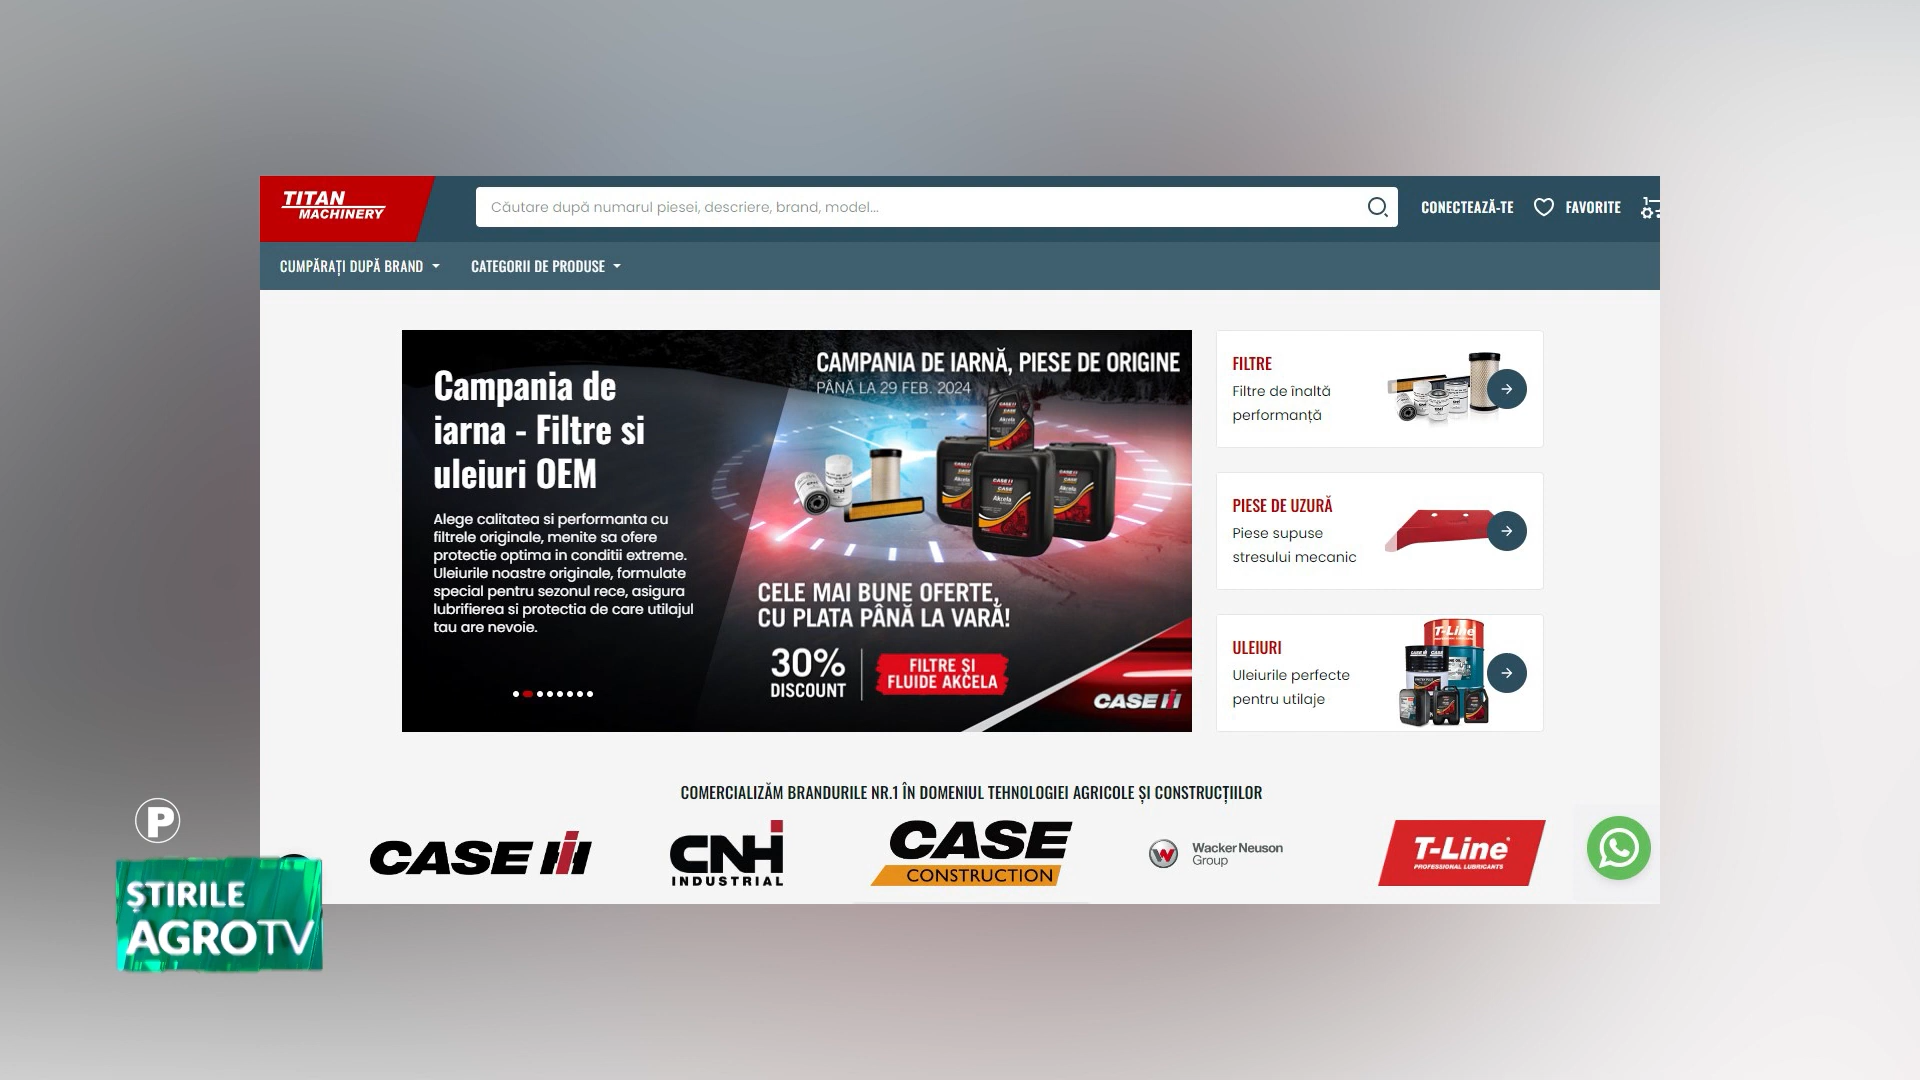 TITAN
MACHINERY
Căutare după numarul piesei, descriere, brand, model...
CONECTEAZĂ-TE
FAVORITE
CUMPĂRAȚI DUPĂ BRAND
CATEGORII DE PRODUSE
Campania de
iarna - Filtre si
uleiuri OEM
Alege calitatea si performanta cu
filtrele originale, menite sa ofere
protectie optima in conditii extreme.
Uleiurile noastre originale, formulate
special pentru sezonul rece, asigura
lubrifierea si protectia de care utilajul
tau are nevoie.
CAMPANIA DE IARNĂ, PIESE DE ORIGINE
PÂNĂ LA 29 FEB. 2024
CELE MAI BUNE OFERTE,
CU PLATA PÂNĂ LA VARĂ!
30%
DISCOUNT
FILTRE ȘI
FLUIDE AKCELA
CASE IH
FILTRE
Filtre de înaltă
performanță
PIESE DE UZURĂ
Piese supuse
stresului mecanic
ULEIURI
Uleiurile perfecte
pentru utilaje
T-Line
COMERCIALIZĂM BRANDURILE NR.1 ÎN DOMENIUL TEHNOLOGIEI AGRICOLE ȘI CONSTRUCȚIILOR
CASE IH
CNH
INDUSTRIAL
CASE
CONSTRUCTION
Wacker Neuson
Group
T-Line
PROFESSIONAL LUBRICANTS
P
ȘTIRILE
AGROTV